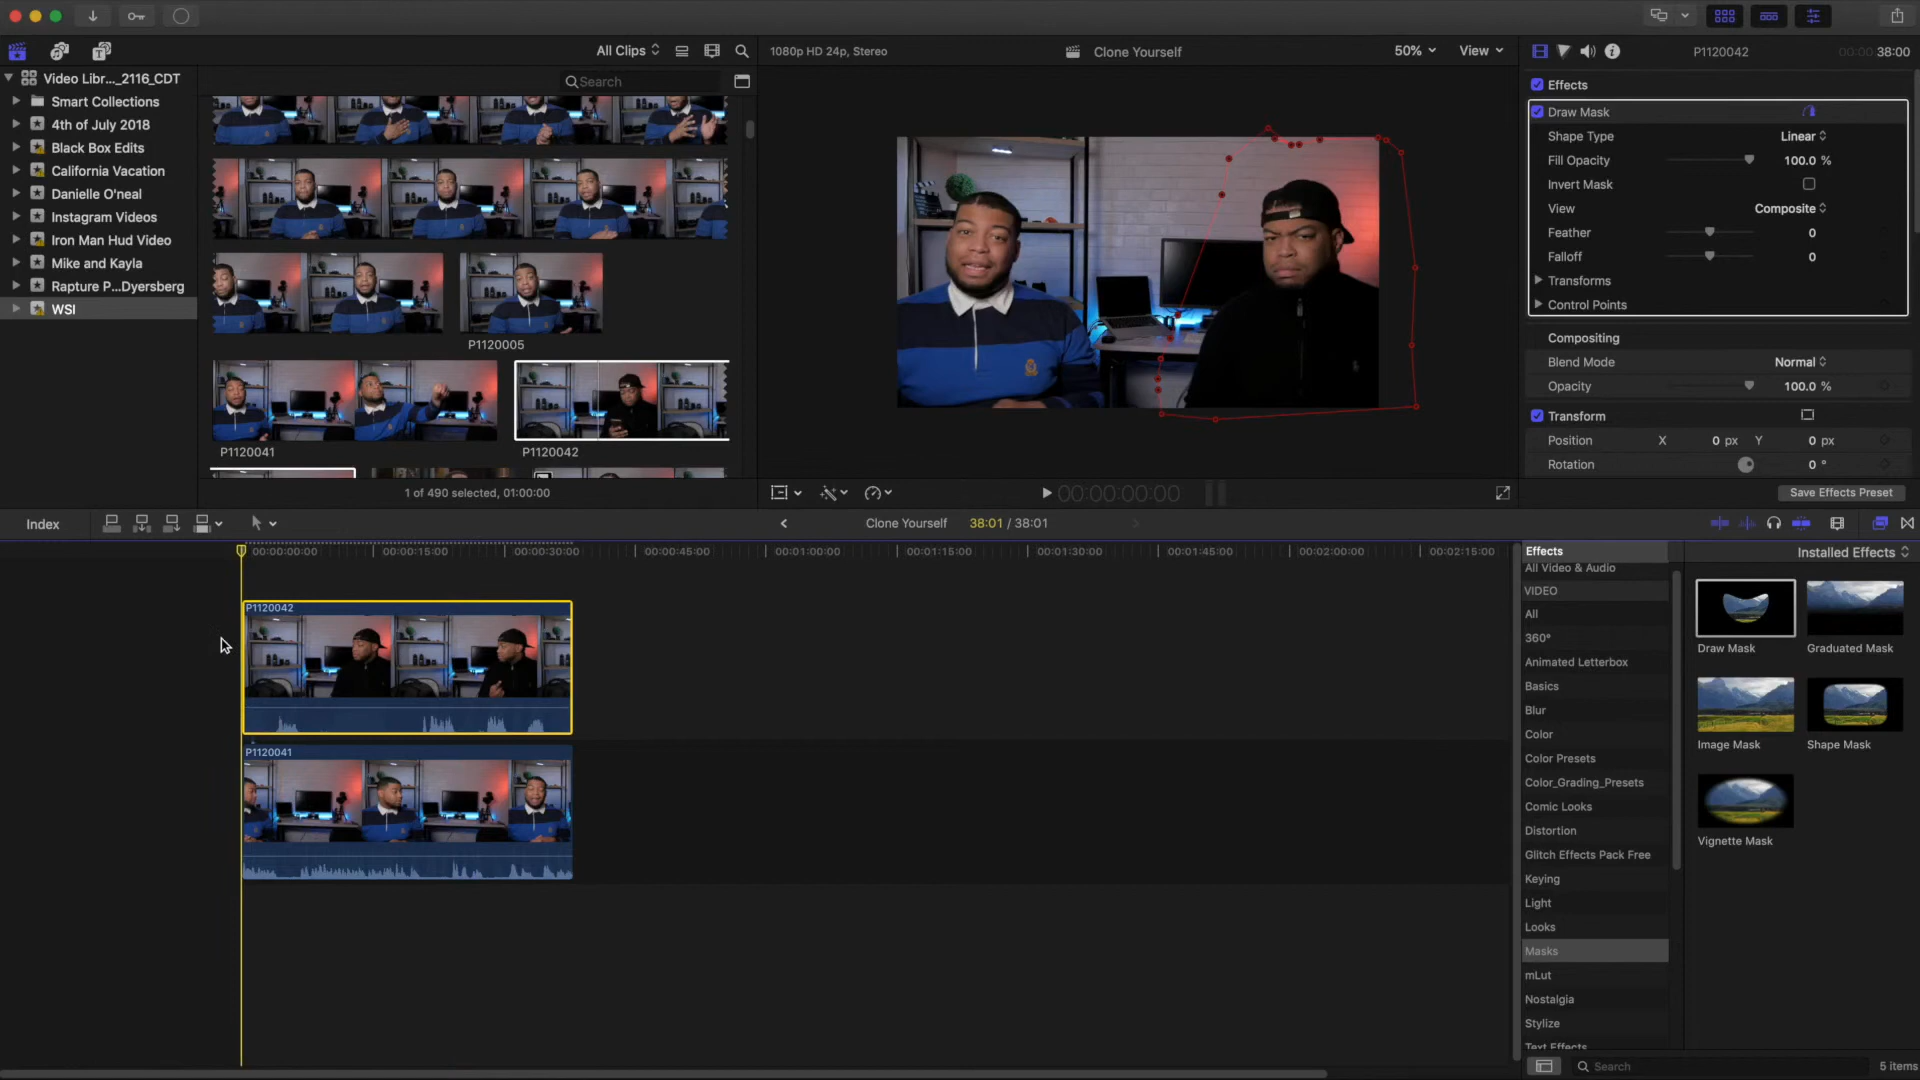 All Clips
Search
Video Libr..._2116_CDT
Smart Collections
4th of July 2018
Black Box Edits
California Vacation
Danielle O'neal
Instagram Videos
Iron Man Hud Video
Mike and Kayla
Rapture P...Dyersberg
WSI
P1120005
P1120041
P1120042
1 of 490 selected, 01:00:00
1080p HD 24p, Stereo
Clone Yourself
50%
View
00:00:00:00
P1120042
00:00 38:00
Effects
Draw Mask
Shape Type
Linear
Fill Opacity
100.0 %
Invert Mask
View
Composite
Feather
0
Falloff
0
Transforms
Control Points
Compositing
Blend Mode
Normal
Opacity
100.0 %
Transform
Position
X
0 px
Y
0 px
Rotation
0 °
Save Effects Preset
Index
Clone Yourself
38:01 / 38:01
00:00:00:00
00:00:15:00
00:00:30:00
00:00:45:00
00:01:00:00
00:01:15:00
00:01:30:00
00:01:45:00
00:02:00:00
00:02:15:00
P1120042
P1120041
Effects
Installed Effects
All Video & Audio
VIDEO
All
360°
Animated Letterbox
Basics
Blur
Color
Color Presets
Color_Grading_Presets
Comic Looks
Distortion
Glitch Effects Pack Free
Keying
Light
Looks
Masks
mLut
Nostalgia
Stylize
Text Effects
Draw Mask
Graduated Mask
Image Mask
Shape Mask
Vignette Mask
Search
5 items